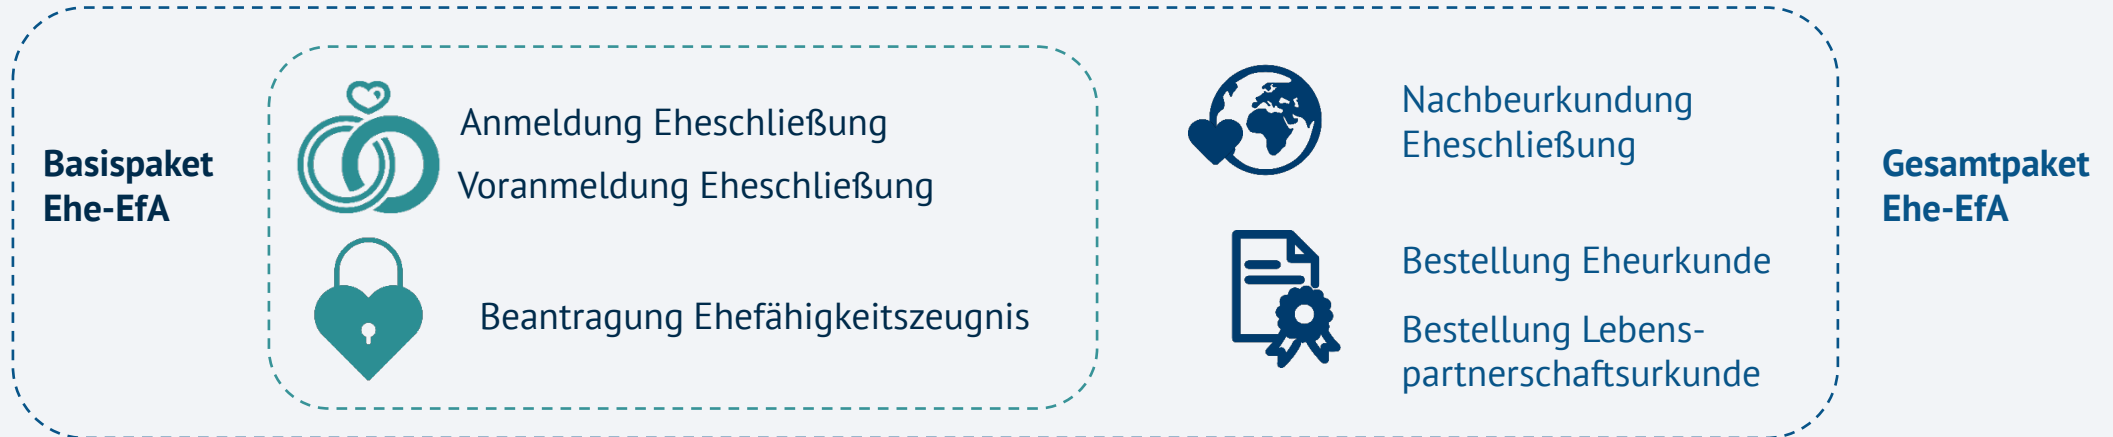 Basispaket
Ehe-EfA
Anmeldung Eheschließung
Voranmeldung Eheschließung
Beantragung Ehefähigkeitszeugnis
Nachbeurkundung
Eheschließung
Bestellung Eheurkunde
Bestellung Lebens-
partnerschaftsurkunde
Gesamtpaket
Ehe-EfA